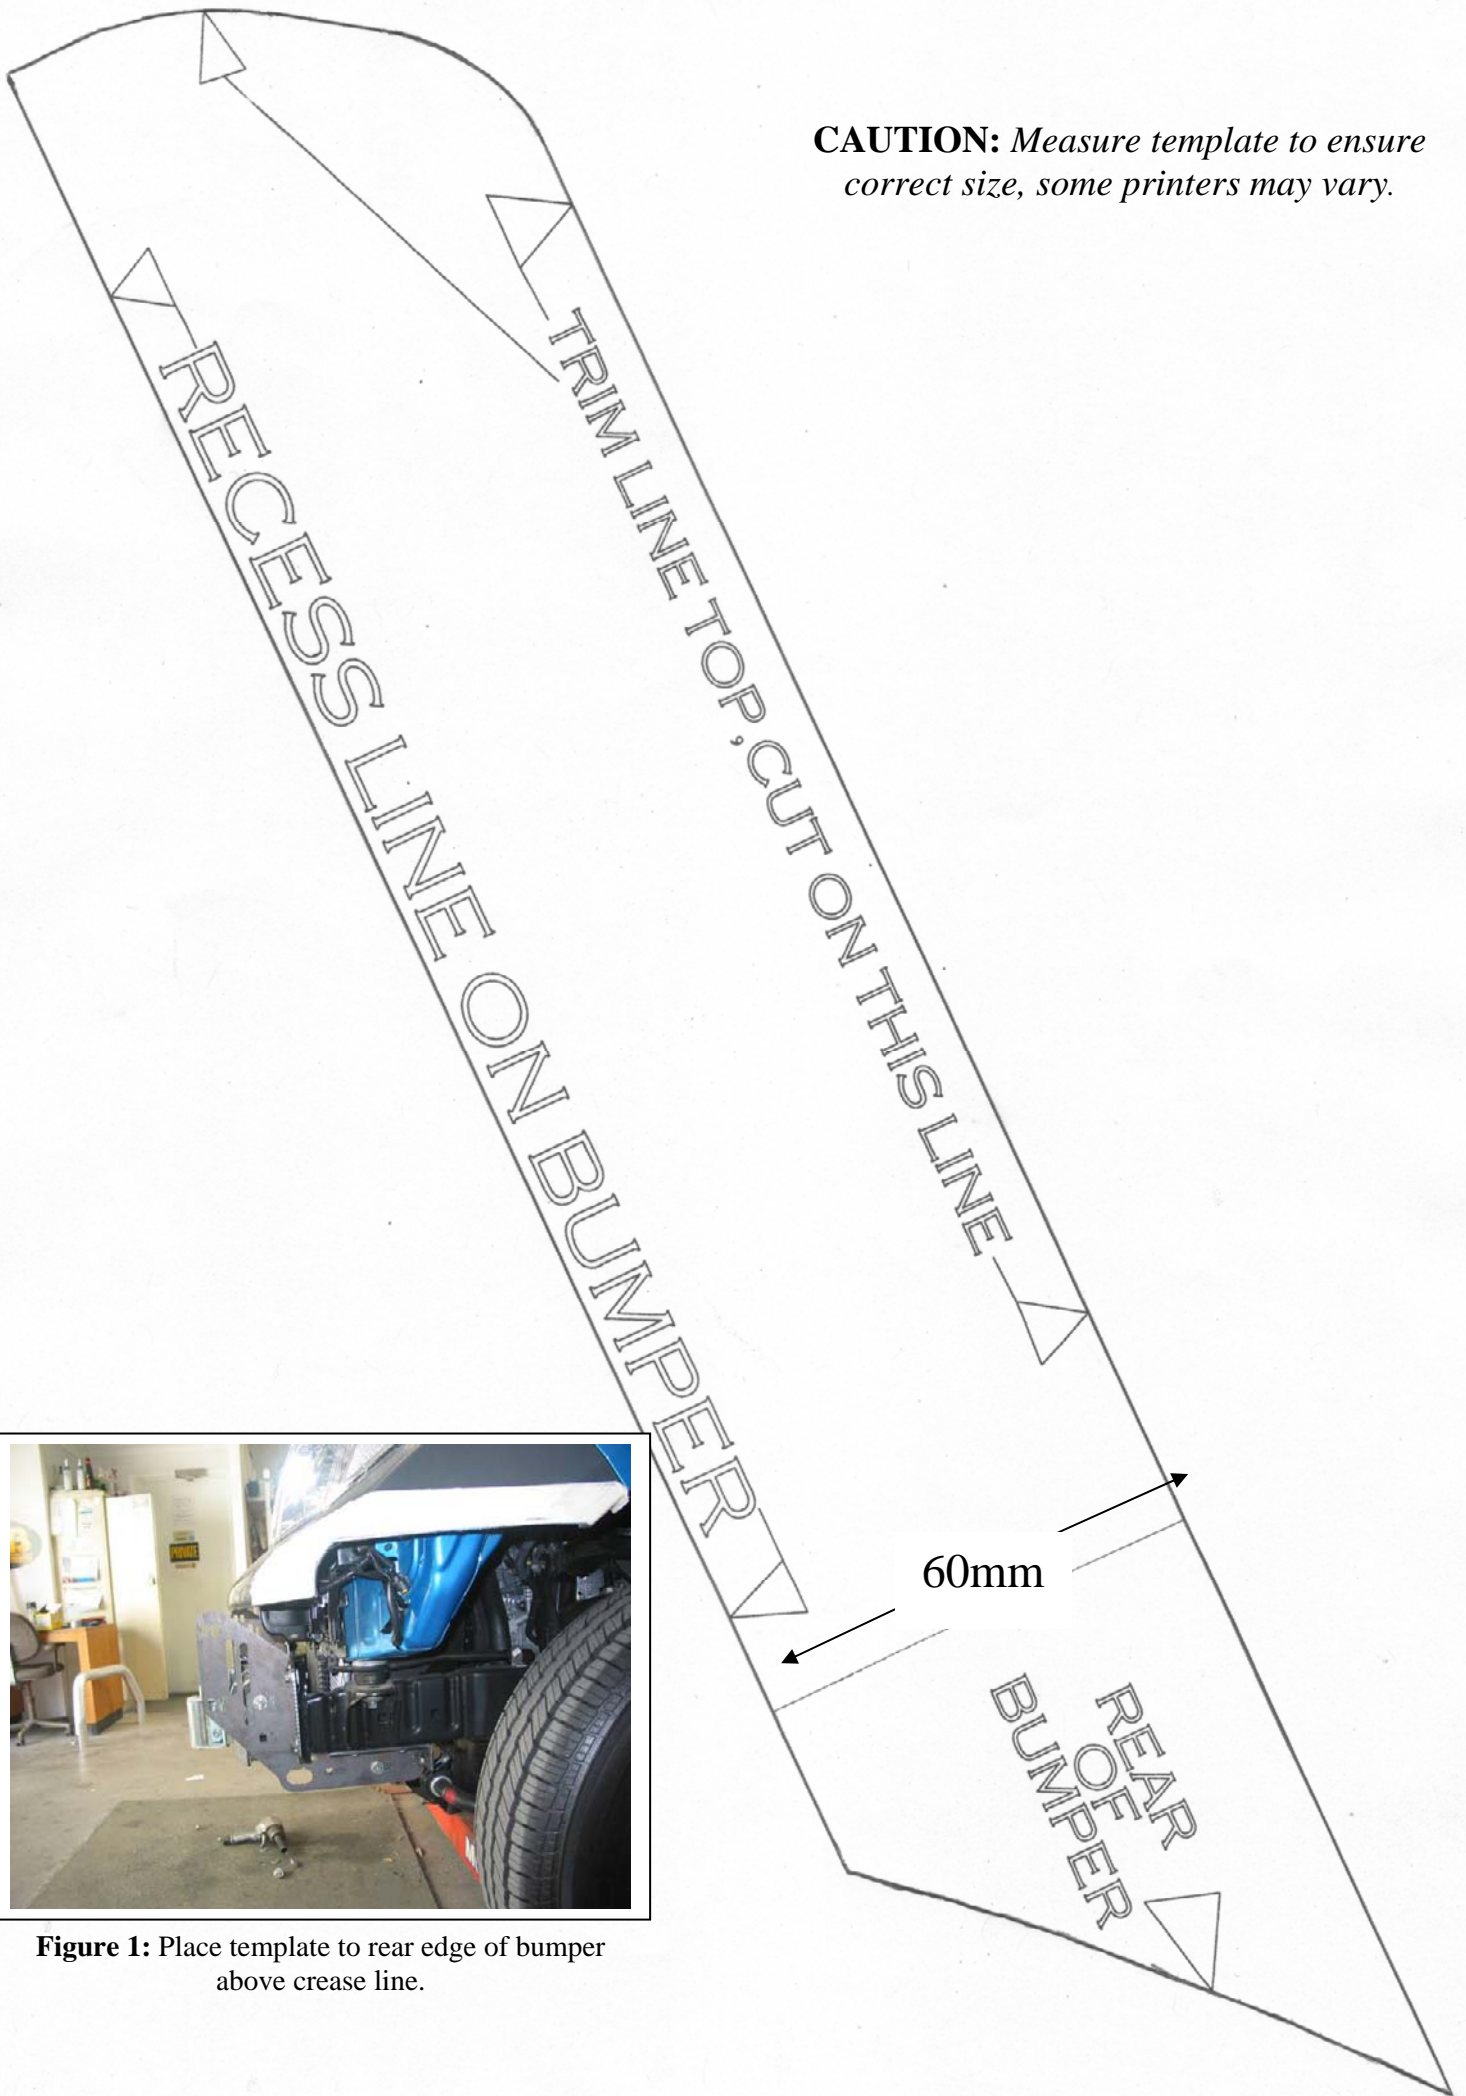 CAUTION: Measure template to ensure
correct size, some printers may vary.
TRIM LINE TOP, CUT ON THIS LINE
RECESS LINE ON BUMPER
60mm
REAR
OF
BUMPER
PRIVATE
Figure 1: Place template to rear edge of bumper
above crease line.